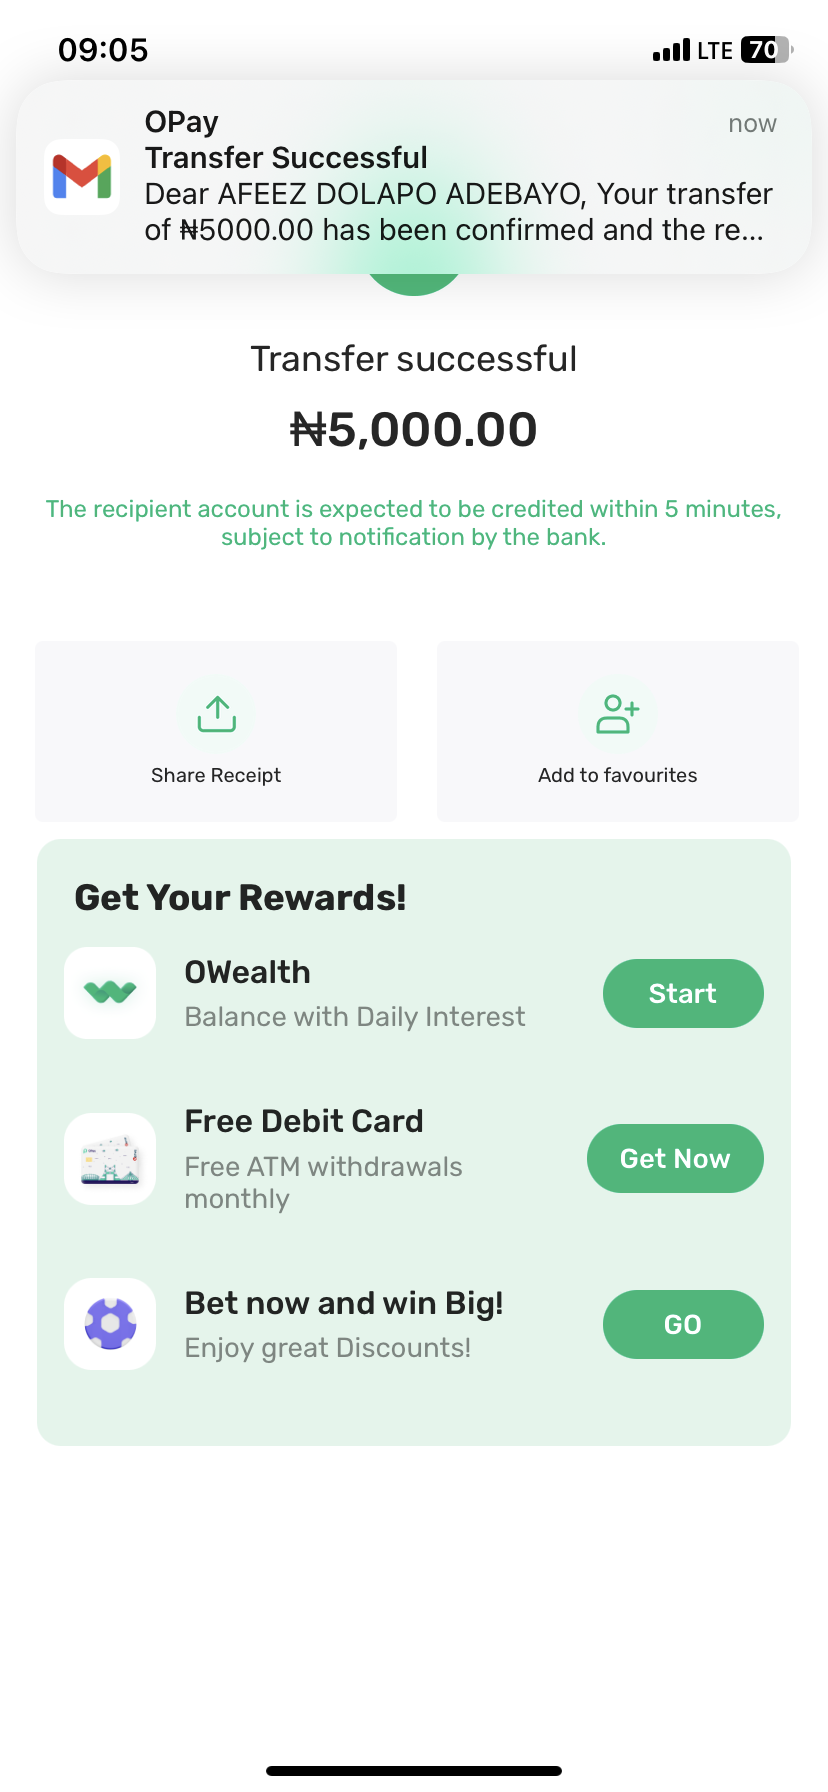 09:05
LTE
70
OPay
now
Transfer Successful
Dear AFEEZ DOLAPO ADEBAYO, Your transfer
of ₦5000.00 has been confirmed and the re...
Transfer successful
₦5,000.00
The recipient account is expected to be credited within 5 minutes,
subject to notification by the bank.
Share Receipt
Add to favourites
Get Your Rewards!
OWealth
Balance with Daily Interest
Start
Free Debit Card
Free ATM withdrawals
monthly
Get Now
Bet now and win Big!
Enjoy great Discounts!
GO